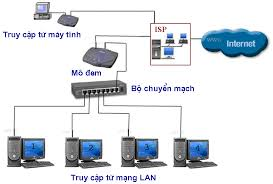 Truy cập từ máy tính
ISP
Internet
Mô đem
Bộ chuyển mạch
1
2
3
4
Truy cập từ mạng LAN